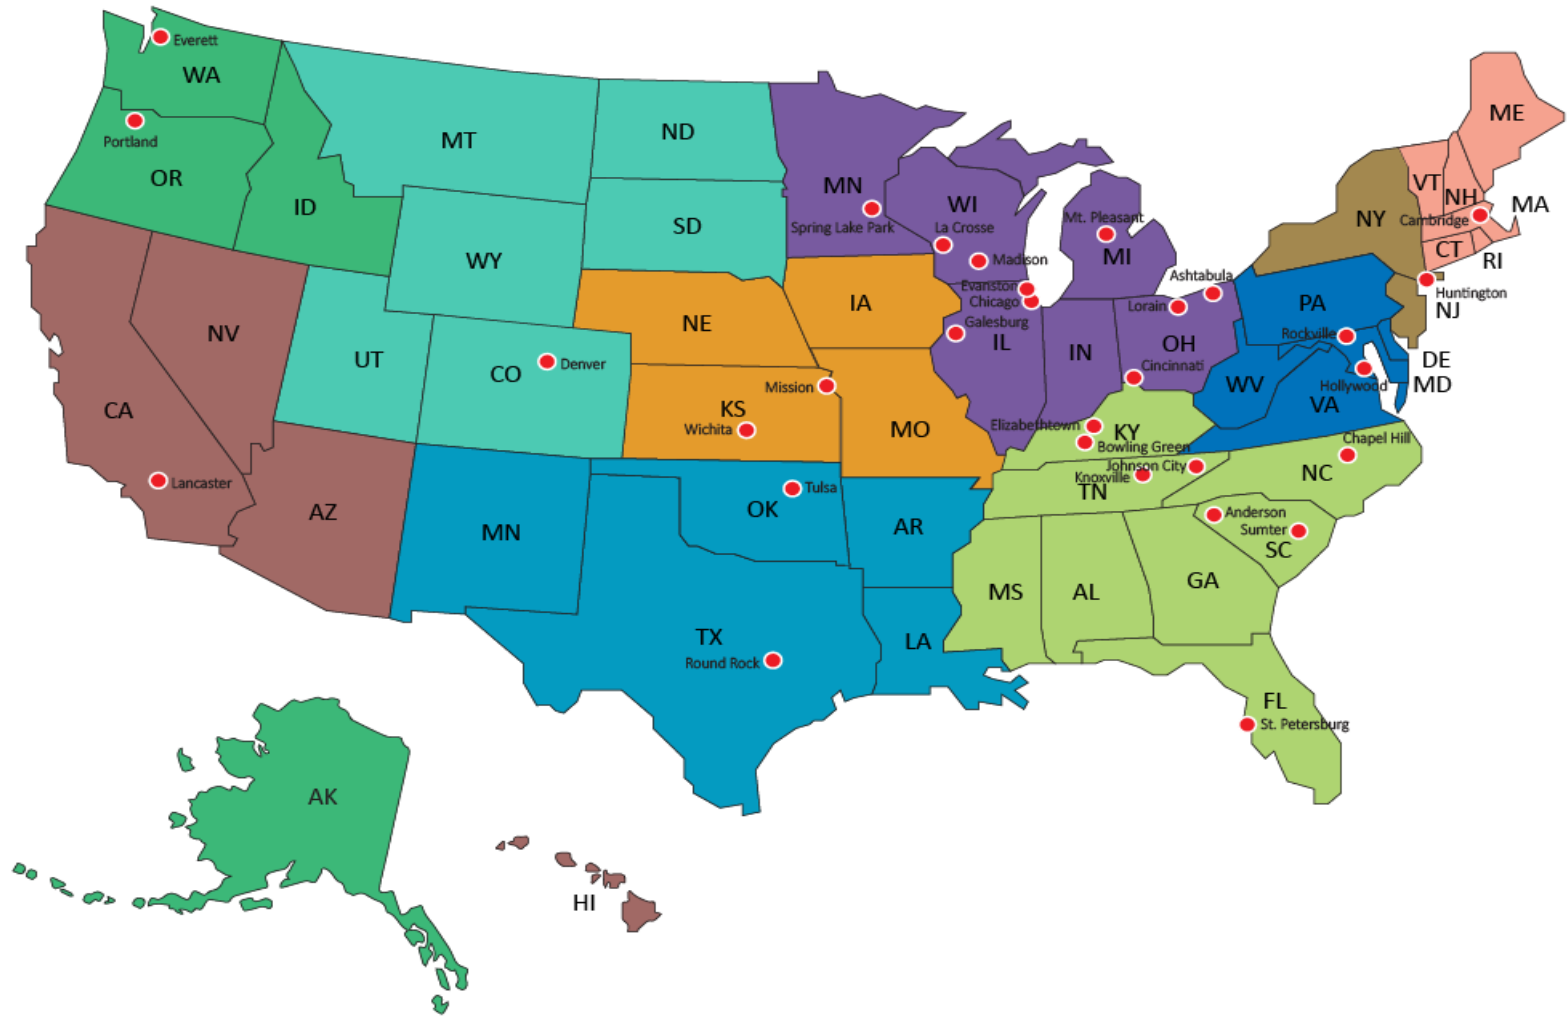 Everett
WA
Portland
OR
ID
MT
ND
MN
Spring Lake Park
WI
La Crosse
Madison
Mt. Pleasant
MI
ME
VT
NH
MA
Cambridge
NY
CT
RI
SD
WY
NV
UT
CO
Denver
NE
IA
Evanston
Chicago
Galesburg
IL
IN
Ashtabula
Lorain
OH
Cincinnati
PA
Huntington
NJ
Rockville
DE
MD
Hollywood
WV
VA
CA
Lancaster
AZ
Mission
KS
Wichita
MO
Elizabethtown
KY
Bowling Green
Johnson City
Knoxville
TN
Chapel Hill
NC
MN
OK
Tulsa
AR
Anderson
Sumter
SC
MS
AL
GA
TX
Round Rock
LA
FL
St. Petersburg
AK
HI